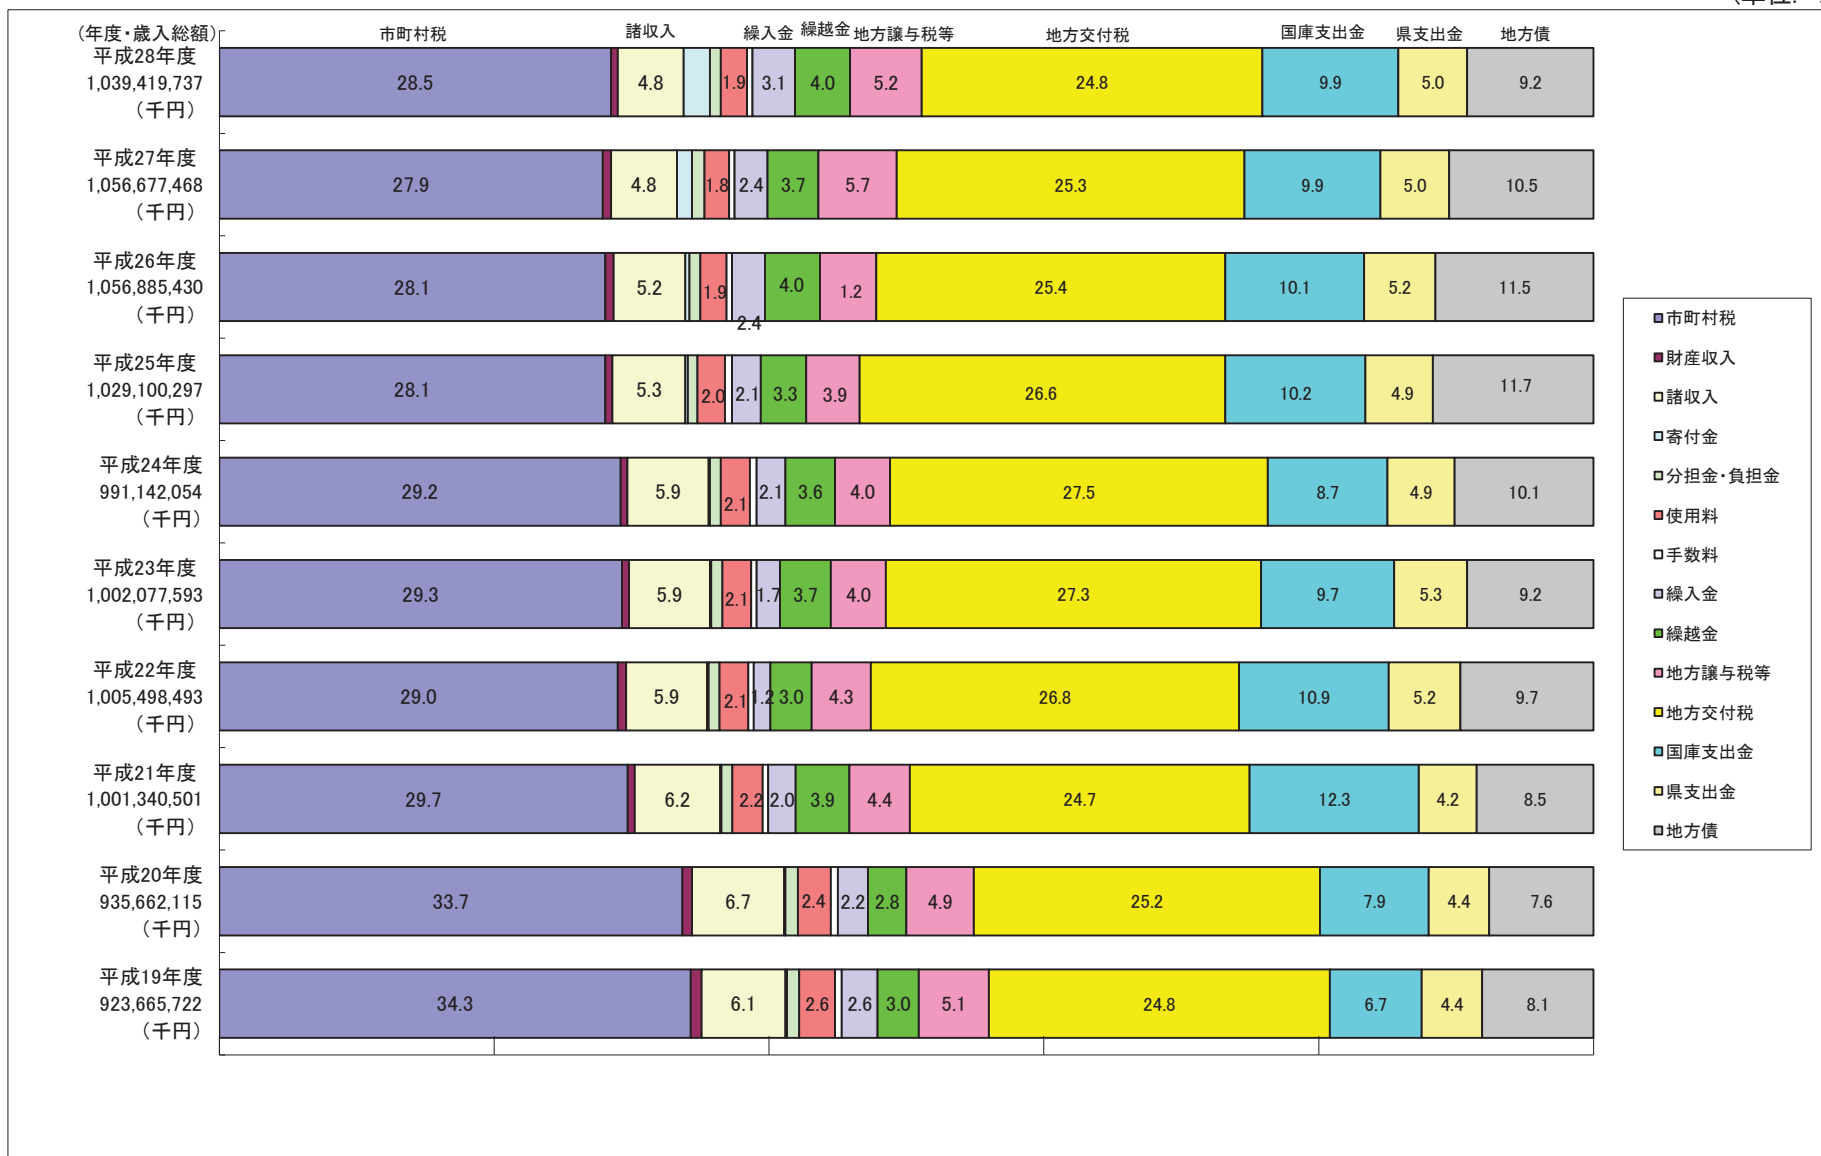 (単位:
(年度・歳入総額) 市町村税 諸収入 繰入金 繰越金 地方譲与税等 地方交付税 国庫支出金 県支出金 地方債
平成28年度
1,039,419,737
(千円)
28.5 4.8 1.9 3.1 4.0 5.2 24.8 9.9 5.0 9.2
平成27年度
1,056,677,468
(千円)
27.9 4.8 1.8 2.4 3.7 5.7 25.3 9.9 5.0 10.5
平成26年度
1,056,885,430
(千円)
28.1 5.2 1.9 2.4 4.0 1.2 25.4 10.1 5.2 11.5
平成25年度
1,029,100,297
(千円)
28.1 5.3 2.0 2.1 3.3 3.9 26.6 10.2 4.9 11.7
平成24年度
991,142,054
(千円)
29.2 5.9 2.1 2.1 3.6 4.0 27.5 8.7 4.9 10.1
平成23年度
1,002,077,593
(千円)
29.3 5.9 2.1 1.7 3.7 4.0 27.3 9.7 5.3 9.2
平成22年度
1,005,498,493
(千円)
29.0 5.9 2.1 1.2 3.0 4.3 26.8 10.9 5.2 9.7
平成21年度
1,001,340,501
(千円)
29.7 6.2 2.2 2.0 3.9 4.4 24.7 12.3 4.2 8.5
平成20年度
935,662,115
(千円)
33.7 6.7 2.4 2.2 2.8 4.9 25.2 7.9 4.4 7.6
平成19年度
923,665,722
(千円)
34.3 6.1 2.6 2.6 3.0 5.1 24.8 6.7 4.4 8.1
市町村税
財産収入
諸収入
寄付金
分担金・負担金
使用料
手数料
繰入金
繰越金
地方譲与税等
地方交付税
国庫支出金
県支出金
地方債